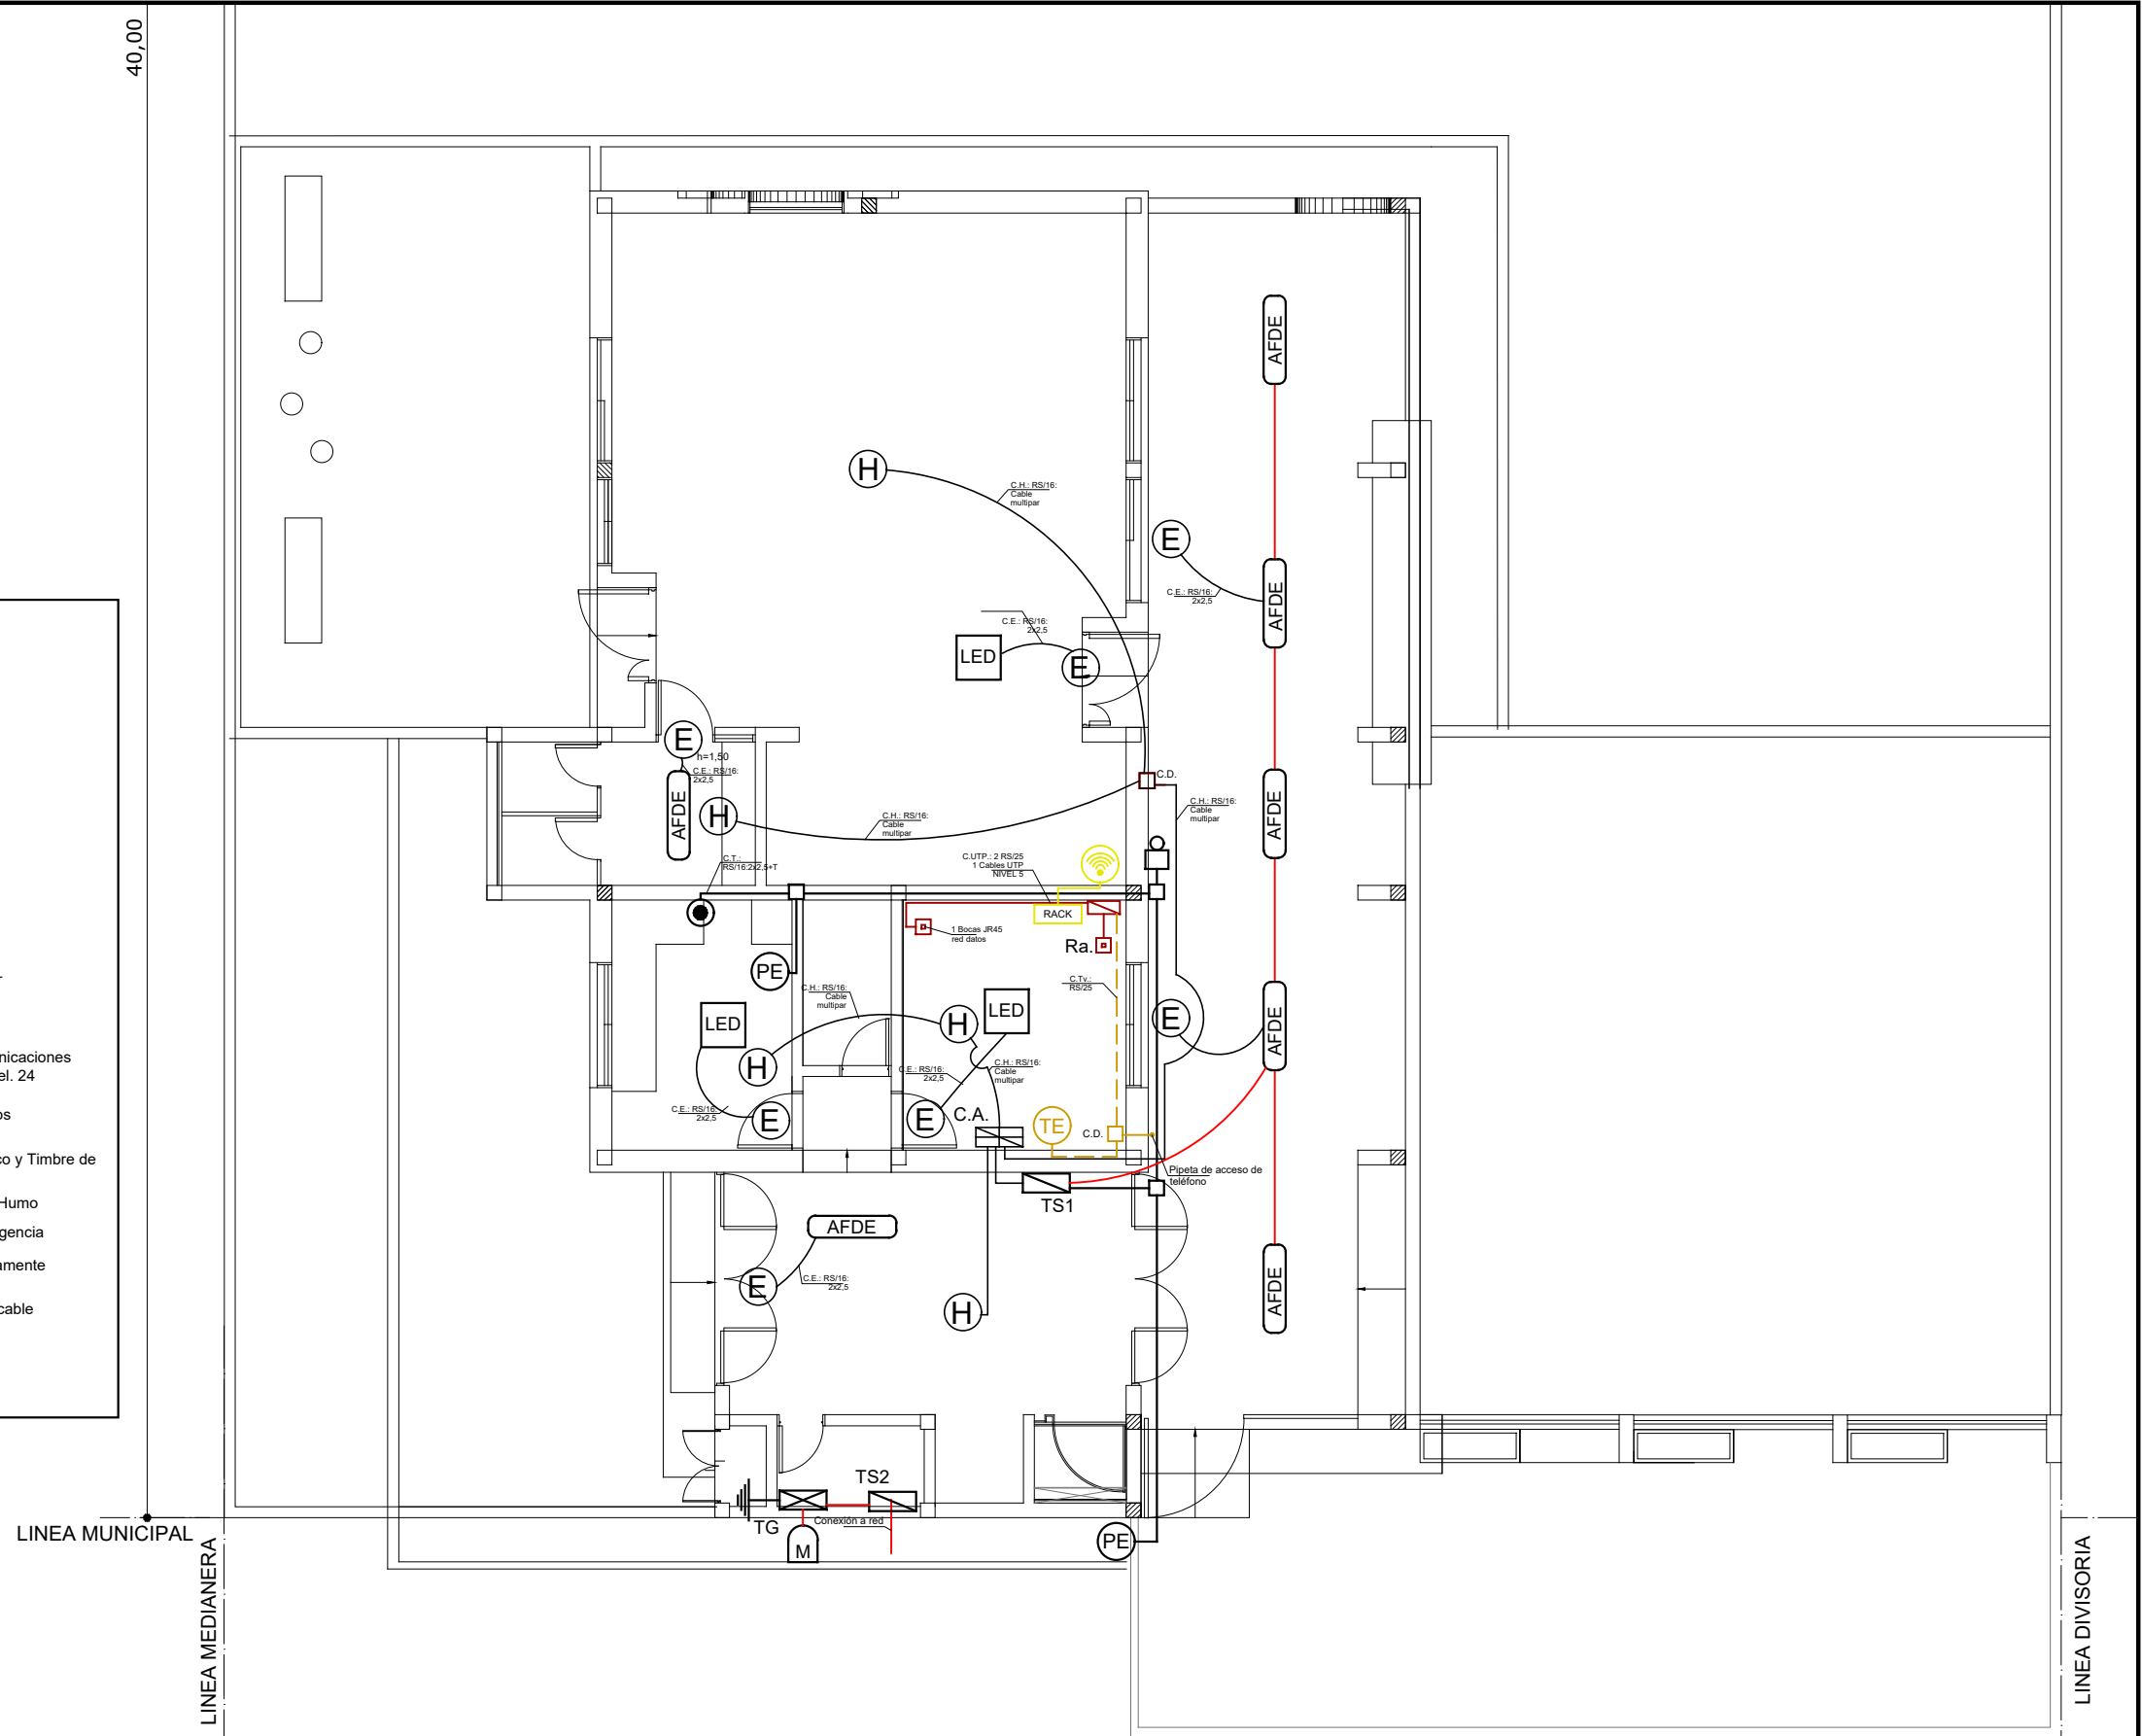 40,00
AFDE
H
C.H.: RS/16:
Cable
multipar
E
C.E.: RS/16:
2x2,5
AFDE
C.E.: RS/16:
2x2,5
LED
E
E
h=1,50
C.E.: RS/16:
2x2,5
AFDE
H
C.H.: RS/16:
Cable
multipar
C.D.
C.H.: RS/16:
Cable
multipar
AFDE
C.T.:
RS/16:2x2,5+T
C.UTP.: 2 RS/25
1 Cables UTP
NIVEL 5
RACK
1 Bocas JR45
red datos
Ra.
PE
C.H.: RS/16:
Cable
multipar
C.Tv.:
RS/25
LED
H
LED
E
AFDE
H
C.E.: RS/16:
2x2,5
C.H.: RS/16:
Cable
multipar
C.E.: RS/16:
2x2,5
E
E
C.A.
TE
C.D.
Pipeta de acceso de
teléfono
TS1
AFDE
E
C.E.: RS/16:
2x2,5
H
AFDE
nicaciones
el. 24
os
co y Timbre de
Humo
gencia
amente
cable
TS2
TG
Conexión a red
M
PE
LINEA MUNICIPAL
LINEA MEDIANERA
LINEA DIVISORIA